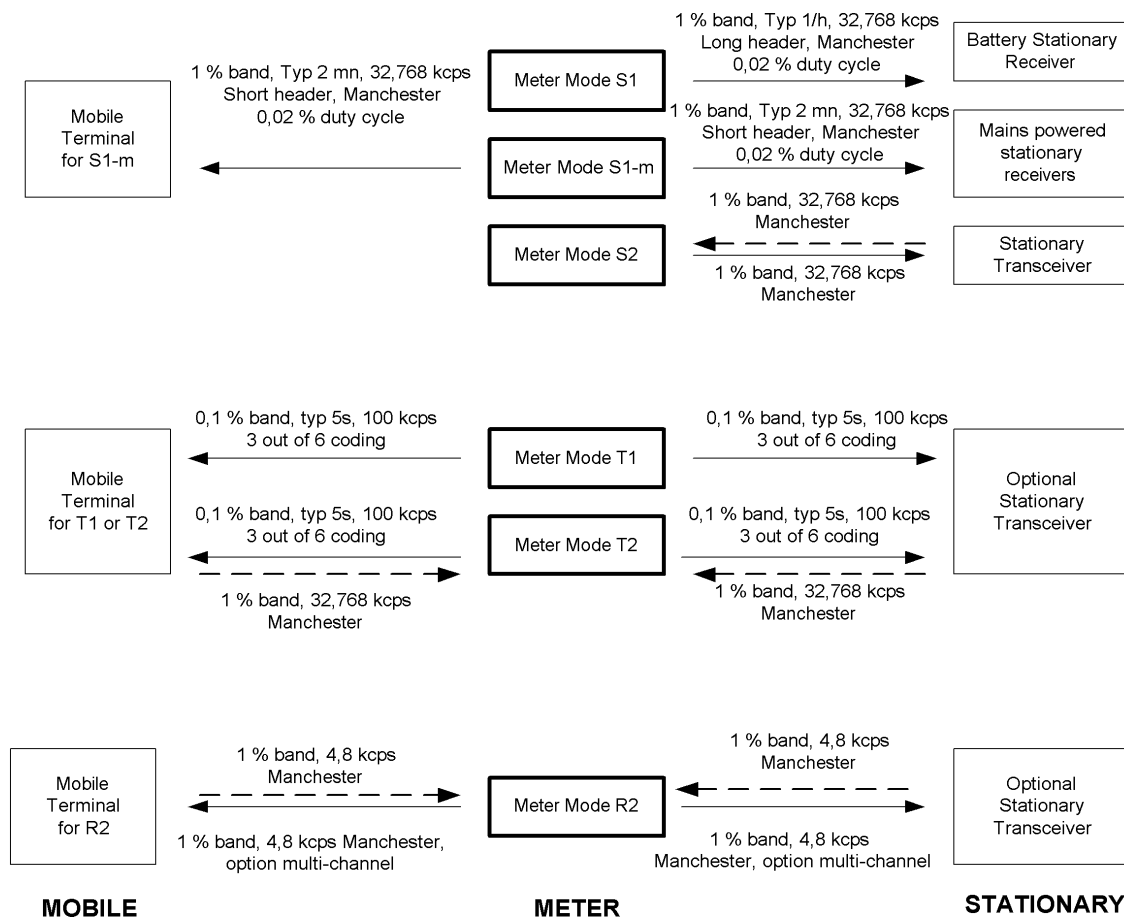 1 % band, Typ 1/h, 32,768 kcps
Long header, Manchester
0,02 % duty cycle
Meter Mode S1
Battery Stationary
Receiver
1 % band, Typ 2 mn, 32,768 kcps
Short header, Manchester
0,02 % duty cycle
Mobile
Terminal
for S1-m
1 % band, Typ 2 mn, 32,768 kcps
Short header, Manchester
0,02 % duty cycle
Meter Mode S1-m
Mains powered
stationary
receivers
1 % band, 32,768 kcps
Manchester
Meter Mode S2
Stationary
Transceiver
1 % band, 32,768 kcps
Manchester
0,1 % band, typ 5s, 100 kcps
3 out of 6 coding
Meter Mode T1
0,1 % band, typ 5s, 100 kcps
3 out of 6 coding
Mobile
Terminal
for T1 or T2
Optional
Stationary
Transceiver
0,1 % band, typ 5s, 100 kcps
3 out of 6 coding
Meter Mode T2
0,1 % band, typ 5s, 100 kcps
3 out of 6 coding
1 % band, 32,768 kcps
Manchester
1 % band, 32,768 kcps
Manchester
Mobile
Terminal
for R2
1 % band, 4,8 kcps
Manchester
Meter Mode R2
1 % band, 4,8 kcps
Manchester
Optional
Stationary
Transceiver
1 % band, 4,8 kcps Manchester,
option multi-channel
1 % band, 4,8 kcps
Manchester, option multi-channel
MOBILE
METER
STATIONARY